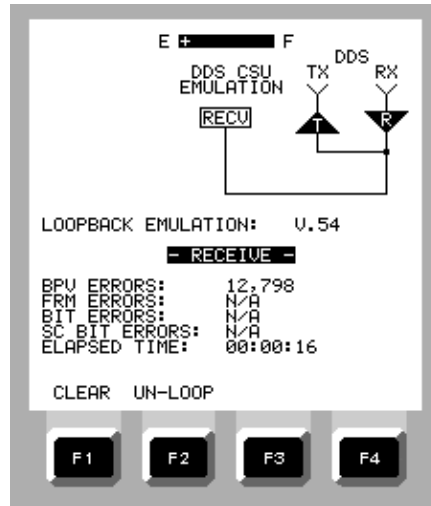 E + F
DDS
DDS CSU TX RX
EMULATION
RECV T R
LOOPBACK EMULATION: V.54
- RECEIVE -
BPV ERRORS: 12,798
FRM ERRORS: N/A
BIT ERRORS: N/A
SC BIT ERRORS: N/A
ELAPSED TIME: 00:00:16
CLEAR UN-LOOP
F1 F2 F3 F4